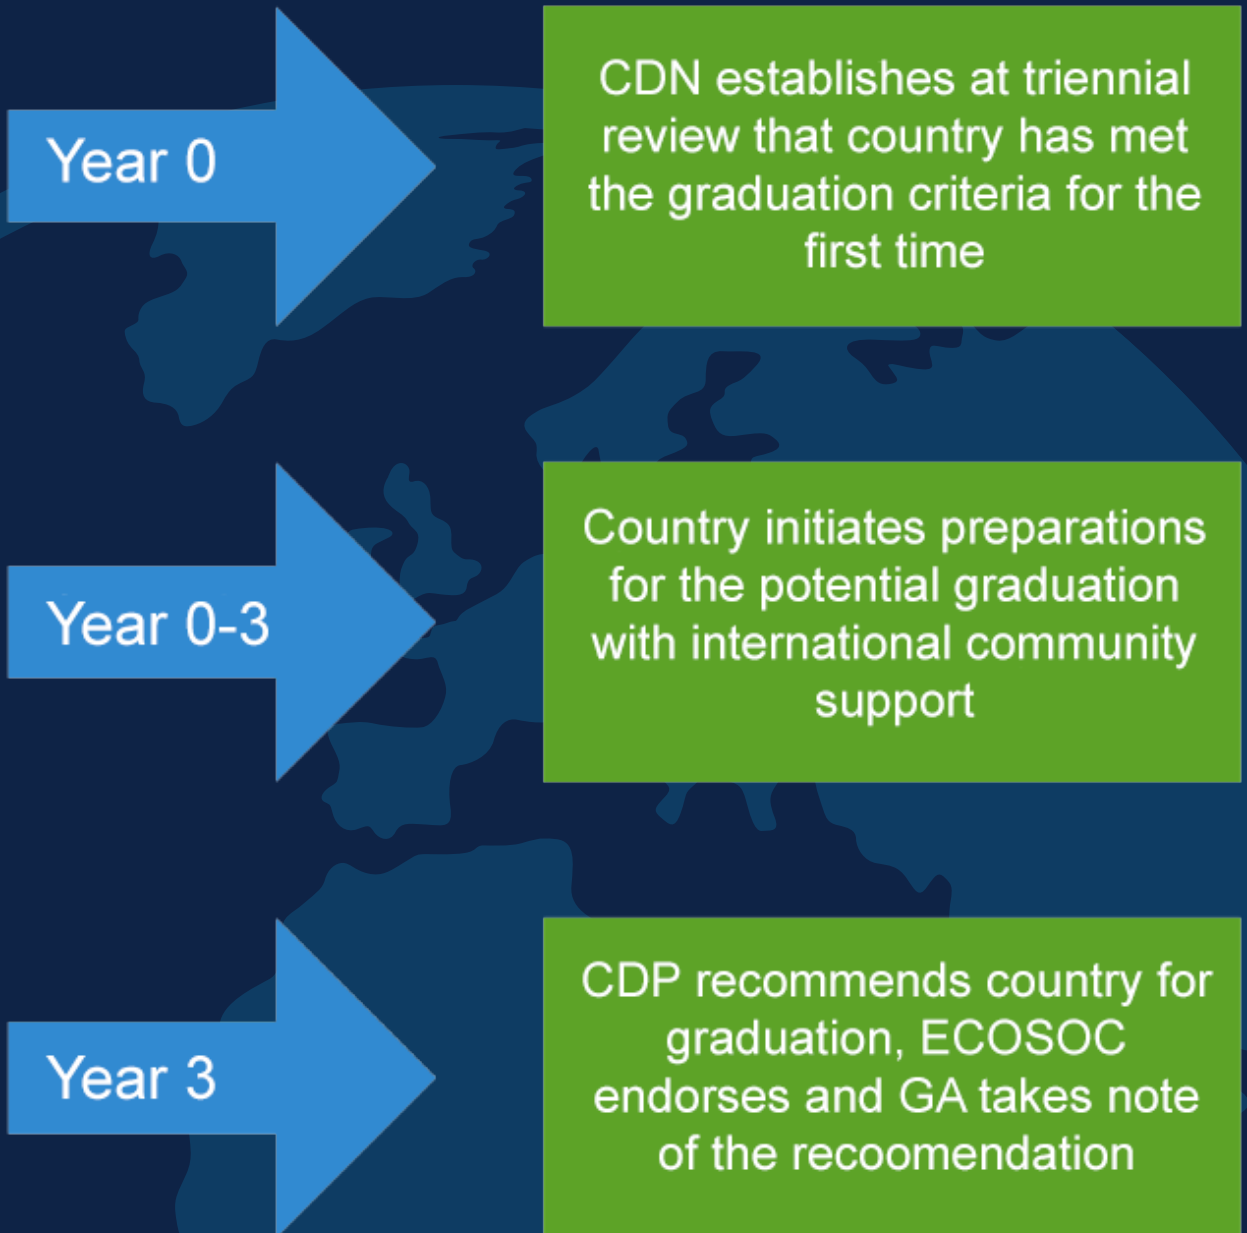 Year 0
CDN establishes at triennial
review that country has met
the graduation criteria for the
first time
Year 0-3
Country initiates preparations
for the potential graduation
with international community
support
Year 3
CDP recommends country for
graduation, ECOSOC
endorses and GA takes note
of the recoomendation